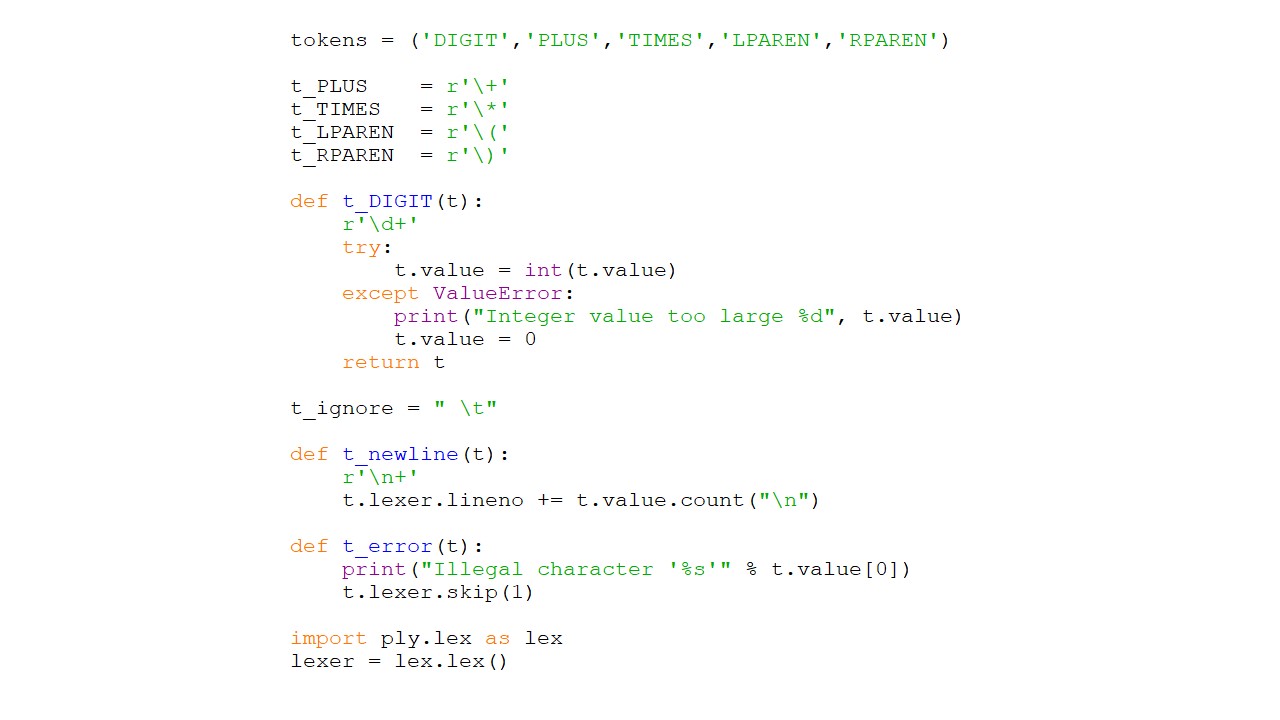 tokens = ('DIGIT','PLUS','TIMES','LPAREN','RPAREN')
t_PLUS    = r'\+'
t_TIMES   = r'\*'
t_LPAREN  = r'\('
t_RPAREN  = r'\)'
def t_DIGIT(t):
    r'\d+'
    try:
        t.value = int(t.value)
    except ValueError:
        print("Integer value too large %d", t.value)
        t.value = 0
    return t
t_ignore = " \t"
def t_newline(t):
    r'\n+'
    t.lexer.lineno += t.value.count("\n")
def t_error(t):
    print("Illegal character '%s'" % t.value[0])
    t.lexer.skip(1)
import ply.lex as lex
lexer = lex.lex()